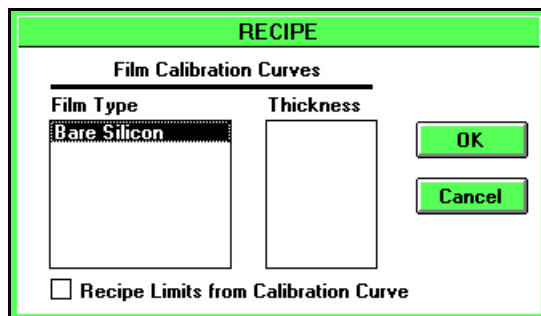 RECIPE
Film Calibration Curves
Film Type Thickness
Bare Silicon
OK
Cancel
Recipe Limits from Calibration Curve